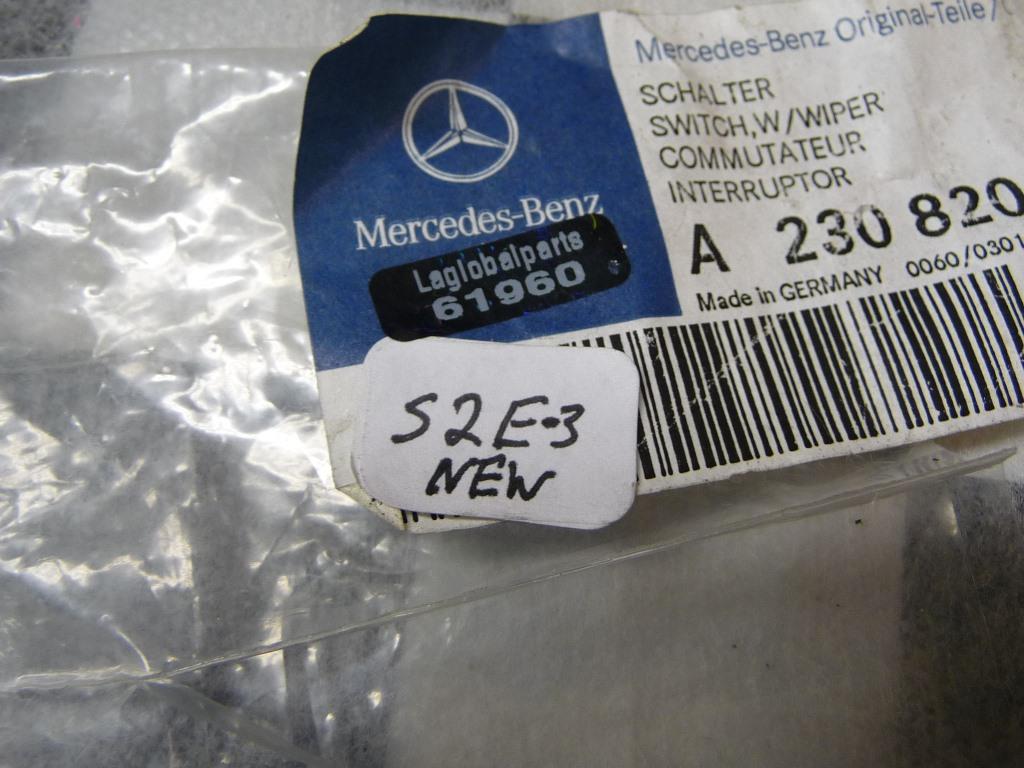 Mercedes-Benz Original-Teile/
SCHALTER
SWITCH,W/WIPER
COMMUTATEUR
INTERRUPTOR
A 230 820
Made in GERMANY 0060/0301
Mercedes-Benz
Laglobalparts
61960
S2E-3
NEW